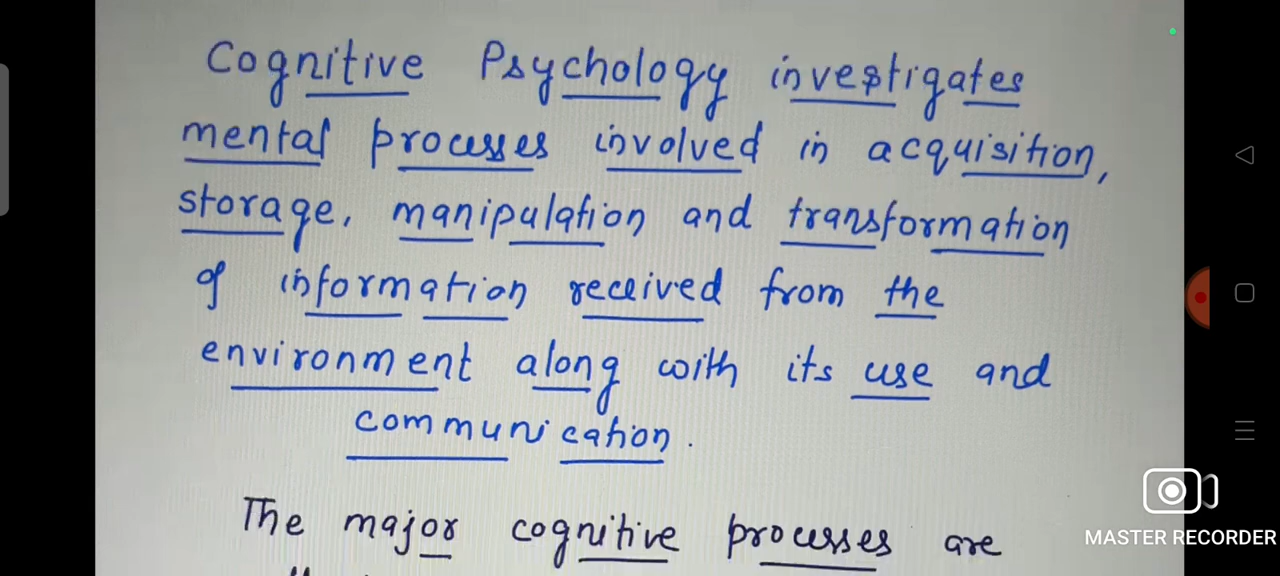 Cognitive Psychology investigates
mental processes involved in acquisition,
storage, manipulation and transformation
of information received from the
environment along with its use and
communication.
The major cognitive processes are
MASTER RECORDER